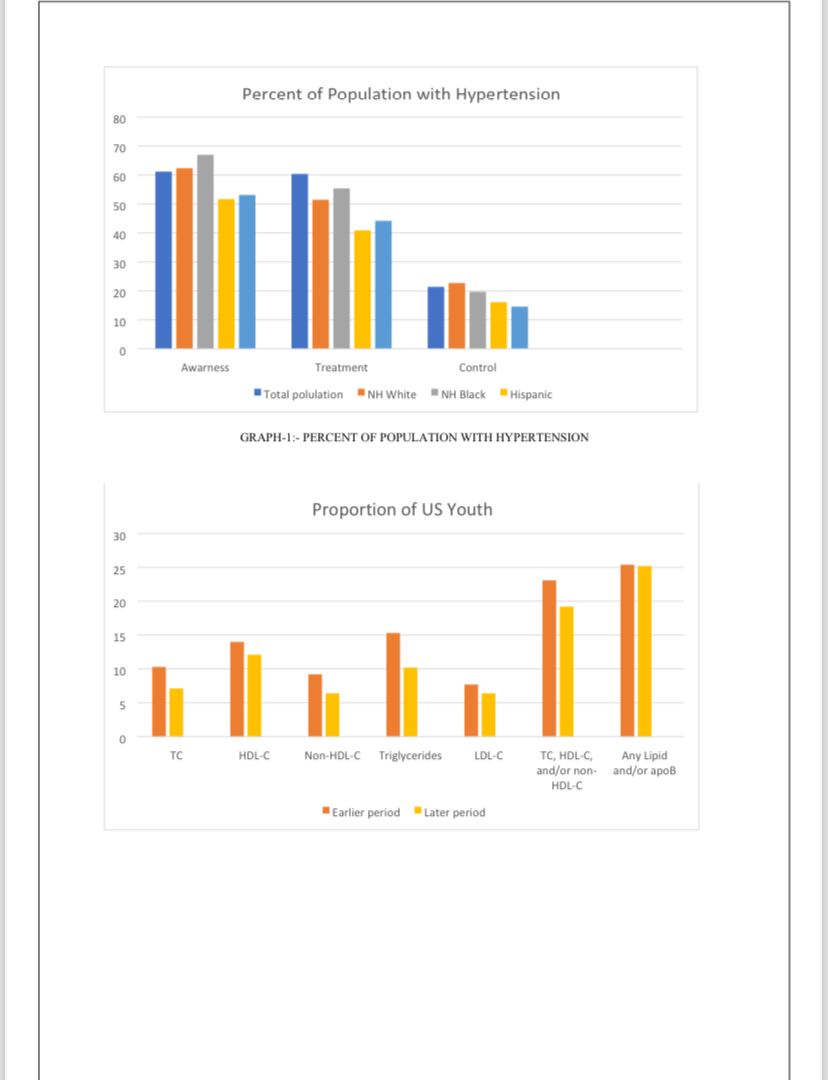 Percent of Population with Hypertension
80
70
60
50
40
30
20
10
0
Awarness Treatment Control
Total polulation NH White NH Black Hispanic
GRAPH-1:- PERCENT OF POPULATION WITH HYPERTENSION
Proportion of US Youth
30
25
20
15
10
5
0
TC HDL-C Non-HDL-C Triglycerides LDL-C TC, HDL-C, Any Lipid
and/or non- and/or apoB
HDL-C
Earlier period Later period